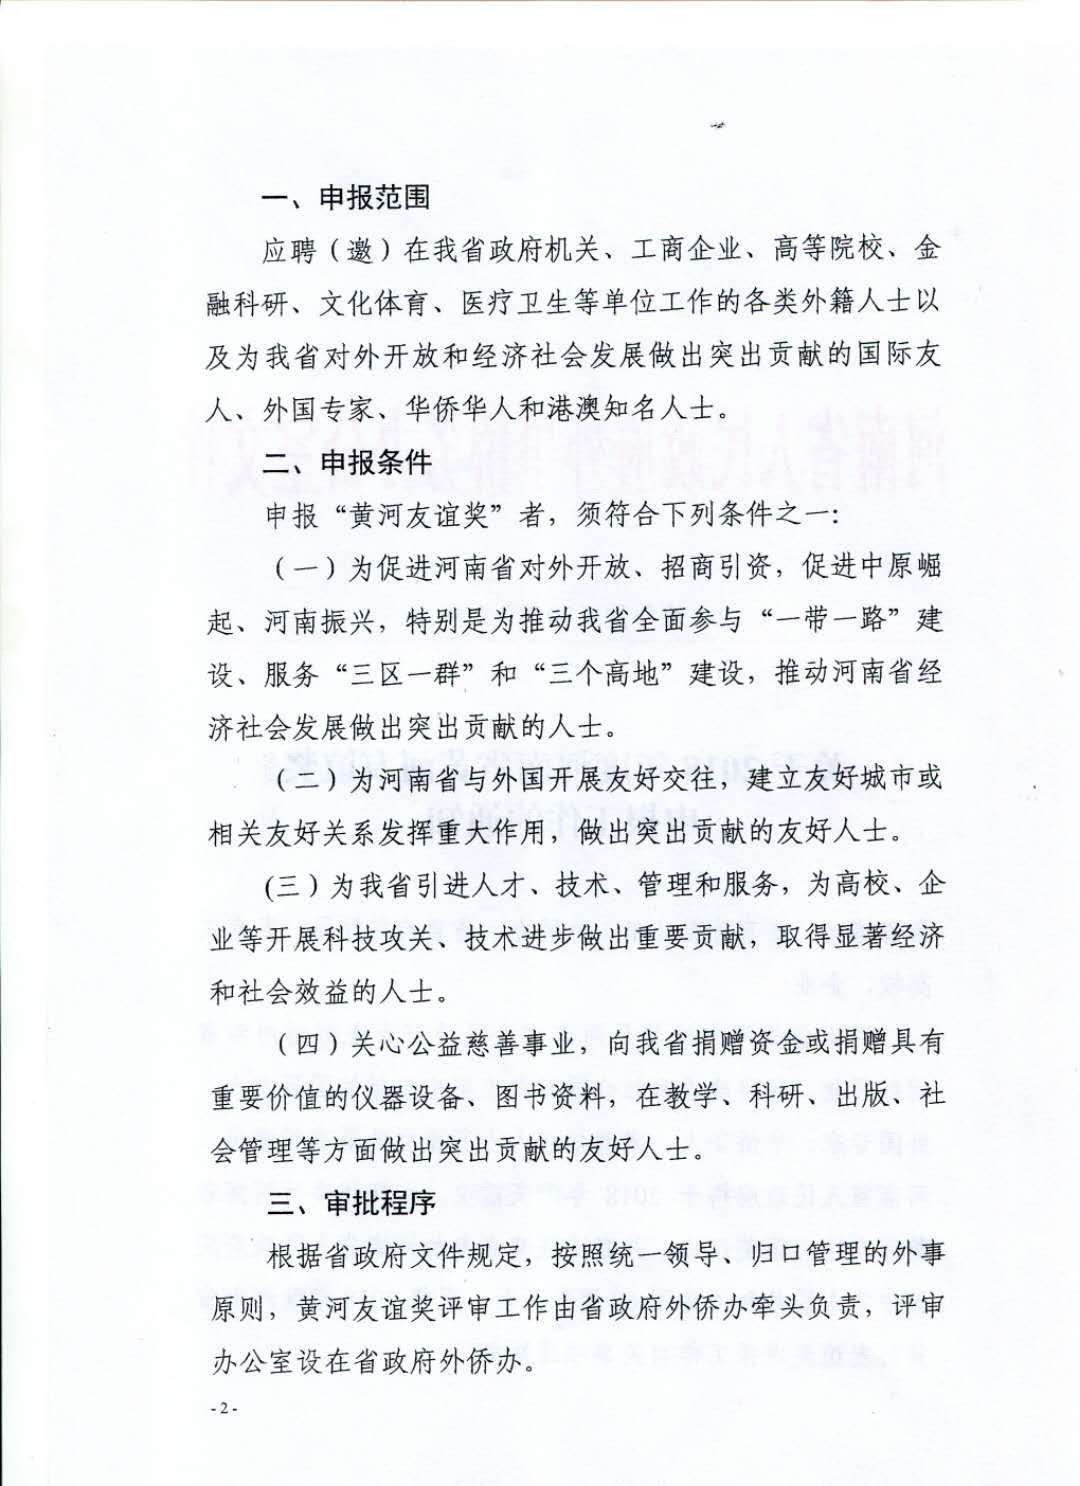 一、申报范围
应聘（邀）在我省政府机关、工商企业、高等院校、金
融科研、文化体育、医疗卫生等单位工作的各类外籍人士以
及为我省对外开放和经济社会发展做出突出贡献的国际友
人、外国专家、华侨华人和港澳知名人士。
二、申报条件
申报“黄河友谊奖”者，须符合下列条件之一：
（一）为促进河南省对外开放、招商引资，促进中原崛
起、河南振兴，特别是为推动我省全面参与“一带一路”建
设、服务“三区一群”和“三个高地”建设，推动河南省经
济社会发展做出突出贡献的人士。
（二）为河南省与外国开展友好交往，建立友好城市或
相关友好关系发挥重大作用，做出突出贡献的友好人士。
(三）为我省引进人才、技术、管理和服务，为高校、企
业等开展科技攻关、技术进步做出重要贡献，取得显著经济
和社会效益的人士。
（四）关心公益慈善事业，向我省捐赠资金或捐赠具有
重要价值的仪器设备、图书资料，在教学、科研、出版、社
会管理等方面做出突出贡献的友好人士。
三、审批程序
根据省政府文件规定，按照统一领导、归口管理的外事
原则，黄河友谊奖评审工作由省政府外侨办牵头负责，评审
办公室设在省政府外侨办。
- 2 -